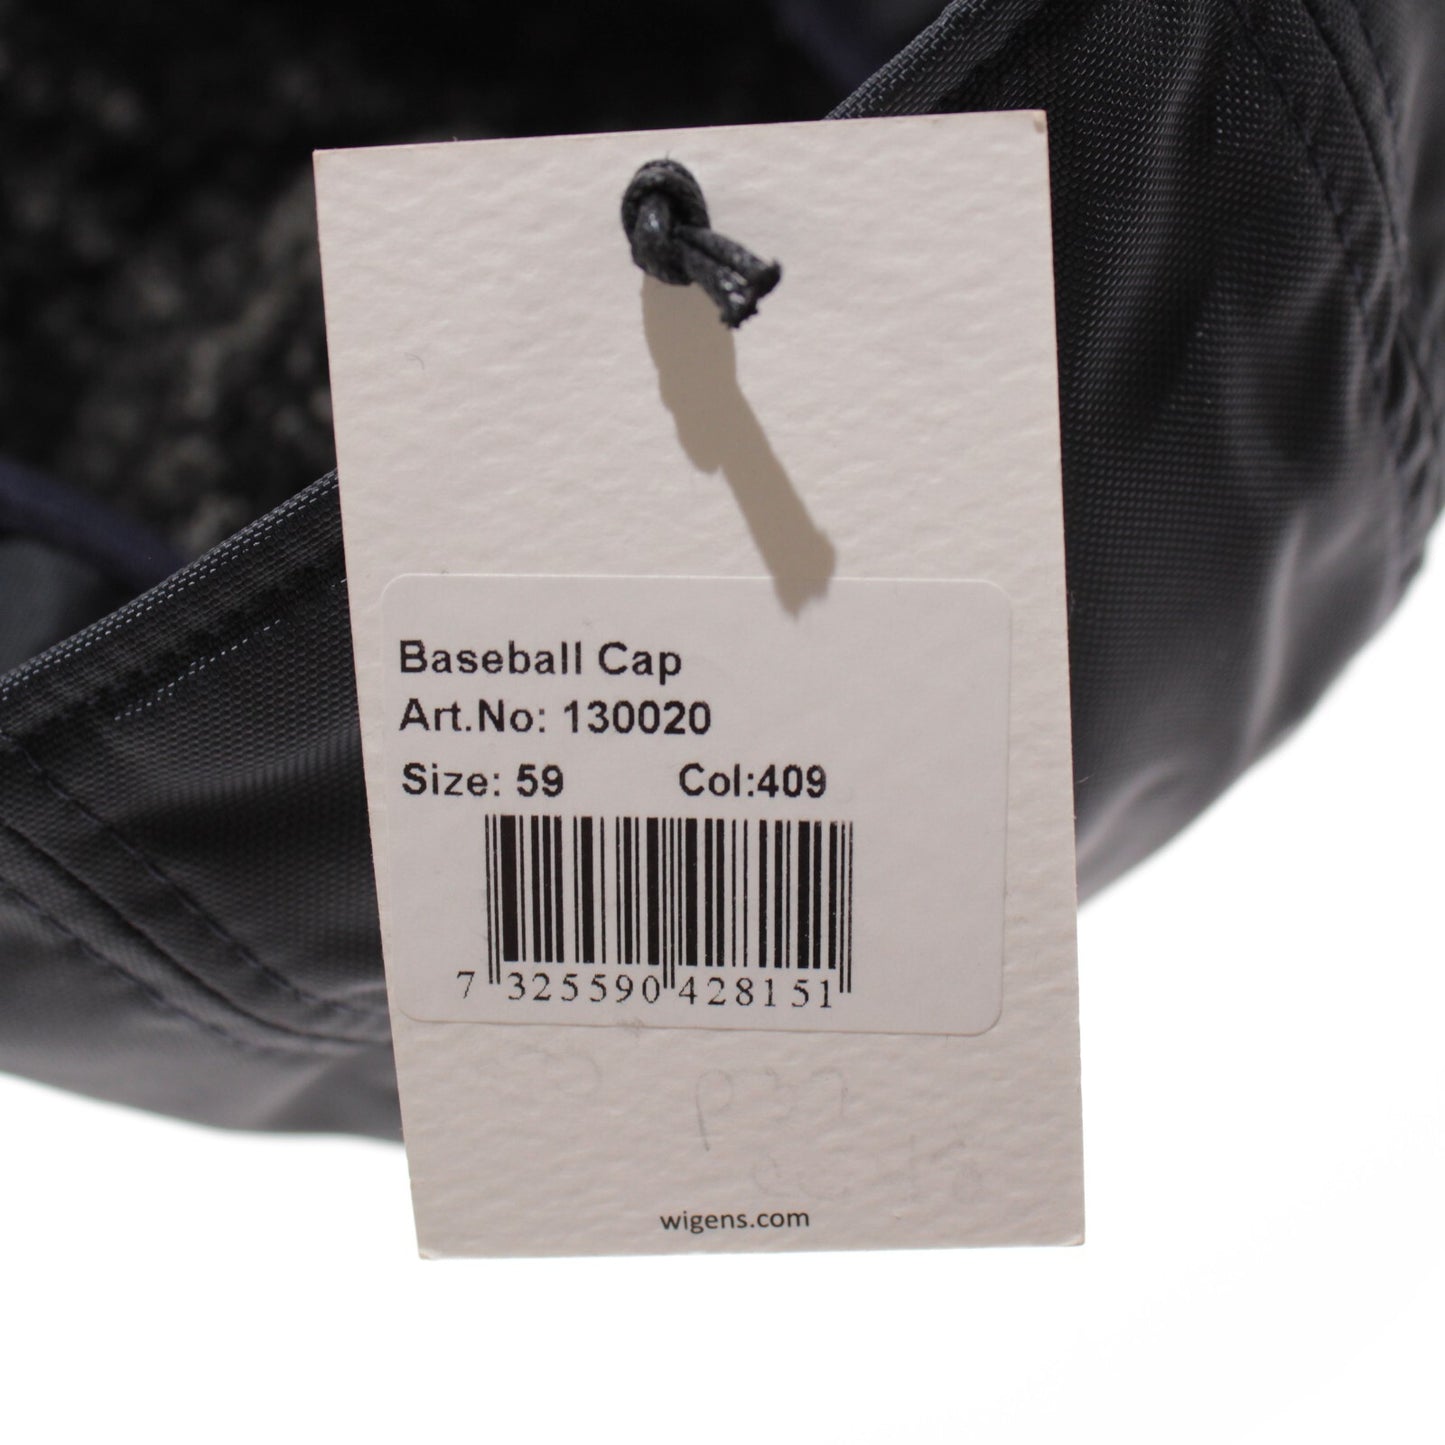 Baseball Cap
Art.No: 130020
Size: 59 Col:409
7 325590 428151
wigens.com